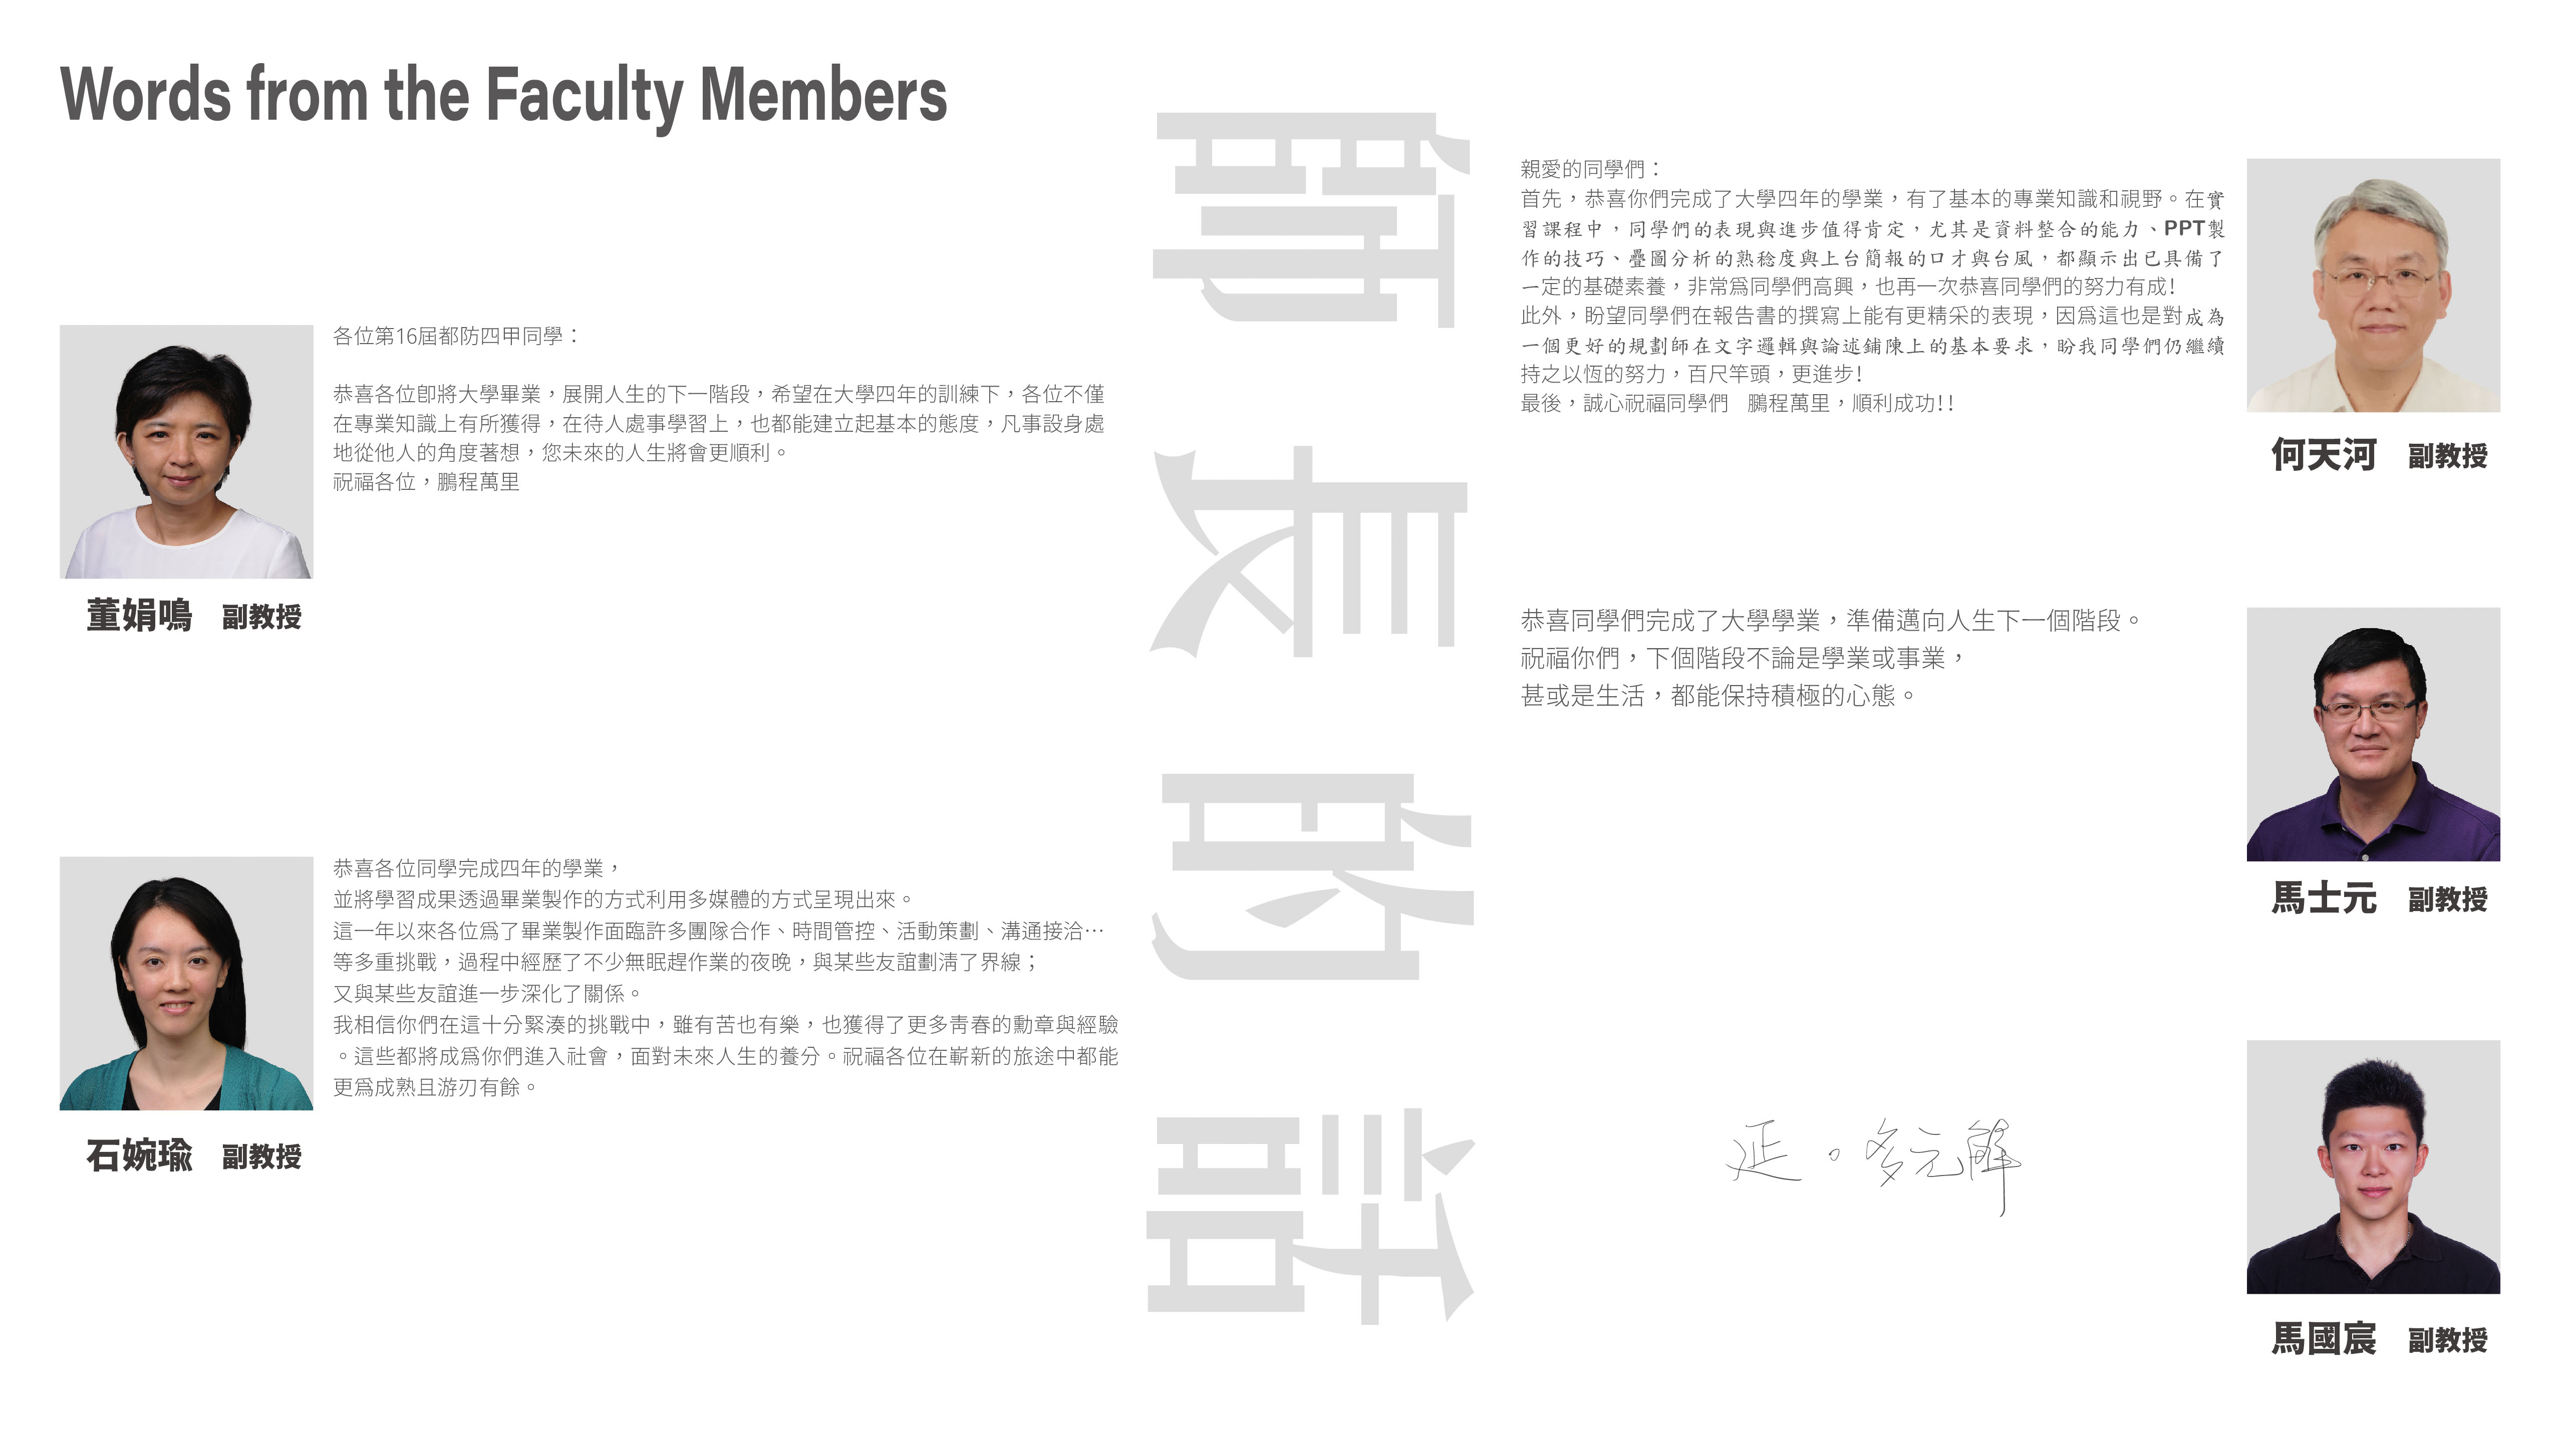 Words from the Faculty Members
各位第16屆都防四甲同學：
恭喜各位即將大學畢業，展開人生的下一階段，希望在大學四年的訓練下，各位不僅
在專業知識上有所獲得，在待人處事學習上，也都能建立起基本的態度，凡事設身處
地從他人的角度著想，您未來的人生將會更順利。
祝福各位，鵬程萬里
董娟鳴　副教授
恭喜各位同學完成四年的學業，
並將學習成果透過畢業製作的方式利用多媒體的方式呈現出來。
這一年以來各位為了畢業製作面臨許多團隊合作、時間管控、活動策劃、溝通接洽⋯
等多重挑戰，過程中經歷了不少無眠趕作業的夜晚，與某些友誼劃清了界線；
又與某些友誼進一步深化了關係。
我相信你們在這十分緊湊的挑戰中，雖有苦也有樂，也獲得了更多青春的勳章與經驗
。這些都將成為你們進入社會，面對未來人生的養分。祝福各位在嶄新的旅途中都能
更為成熟且游刃有餘。
石婉瑜　副教授
師長的話
親愛的同學們：
首先，恭喜你們完成了大學四年的學業，有了基本的專業知識和視野。在實
習課程中，同學們的表現與進步值得肯定，尤其是資料整合的能力、PPT製
作的技巧、疊圖分析的熟稔度與上台簡報的口才與台風，都顯示出已具備了
一定的基礎素養，非常為同學們高興，也再一次恭喜同學們的努力有成!
此外，盼望同學們在報告書的撰寫上能有更精采的表現，因為這也是對成為
一個更好的規劃師在文字邏輯與論述鋪陳上的基本要求，盼我同學們仍繼續
持之以恆的努力，百尺竿頭，更進步!
最後，誠心祝福同學們　鵬程萬里，順利成功!!
何天河　副教授
恭喜同學們完成了大學學業，準備邁向人生下一個階段。
祝福你們，下個階段不論是學業或事業，
甚或是生活，都能保持積極的心態。
馬士元　副教授
延。多元解
馬國宸　副教授